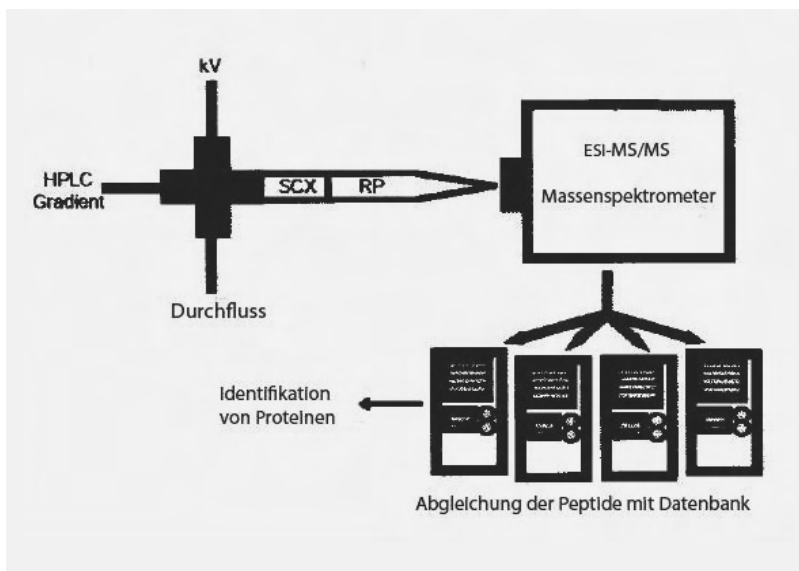 kV
HPLC
Gradient
SCX
RP
Durchfluss
ESI-MS/MS
Massenspektrometer
Identifikation
von Proteinen
Abgleichung der Peptide mit Datenbank